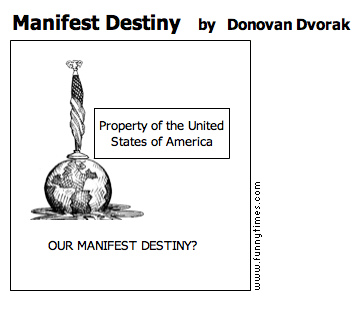 Manifest Destiny by Donovan Dvorak
Property of the United
States of America
OUR MANIFEST DESTINY?
www.funnytimes.com